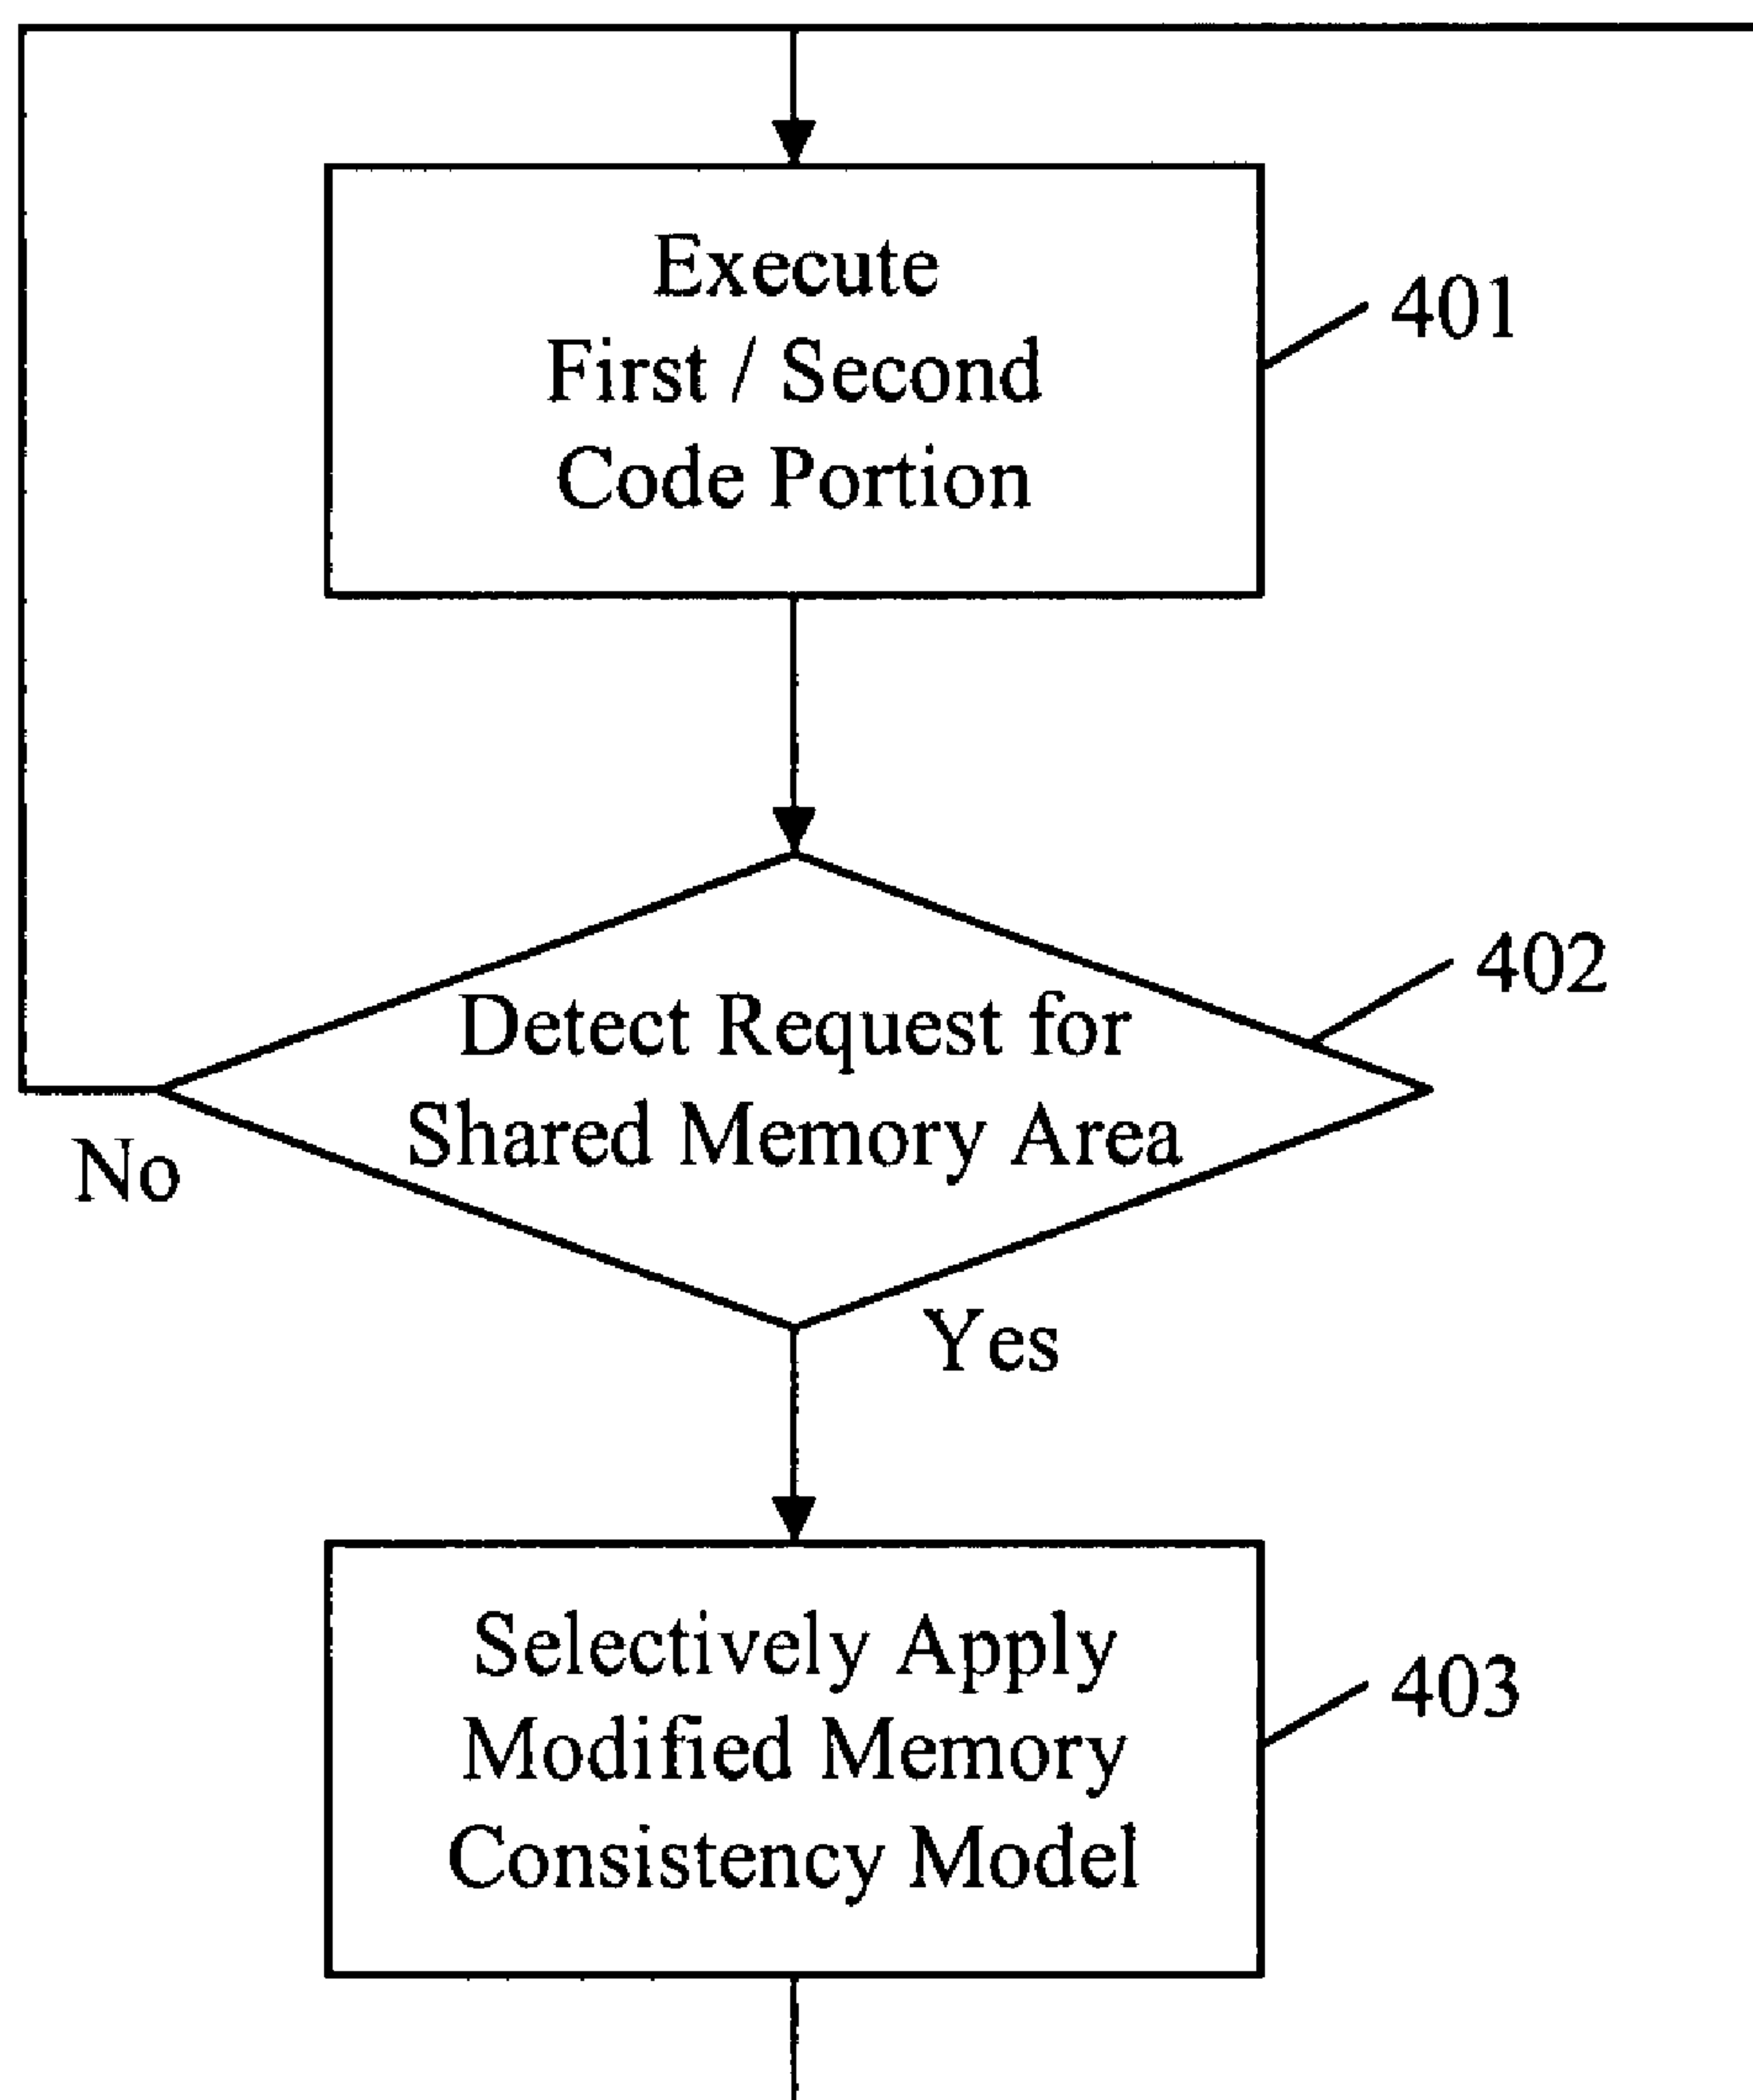 Execute
First / Second
Code Portion
401
Detect Request for
Shared Memory Area
402
No
Yes
Selectively Apply
Modified Memory
Consistency Model
403